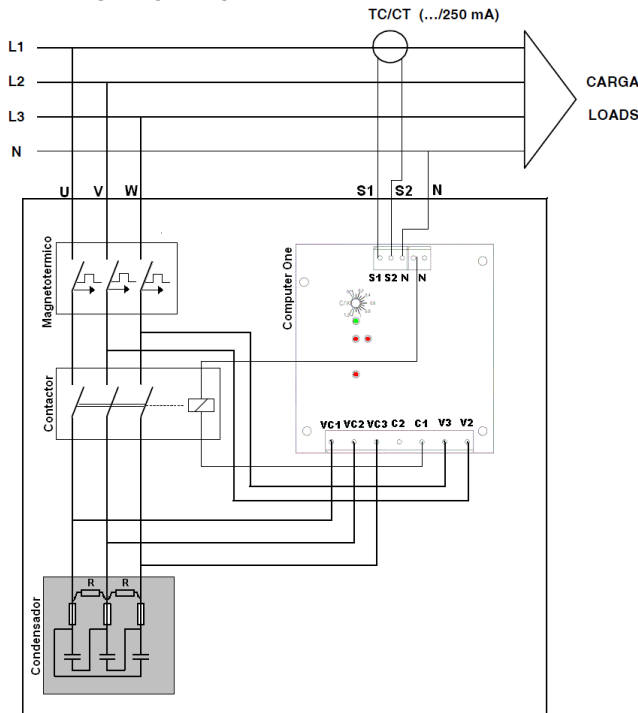 TC/CT (.../250 mA)
L1
L2
L3
N
CARGA
LOADS
U V W
S1 S2 N
Magnetotermico
Computer One
S1 S2 N N
C/K
Contactor
VC1 VC2 VC3 C2 C1 V3 V2
Condensador
R R